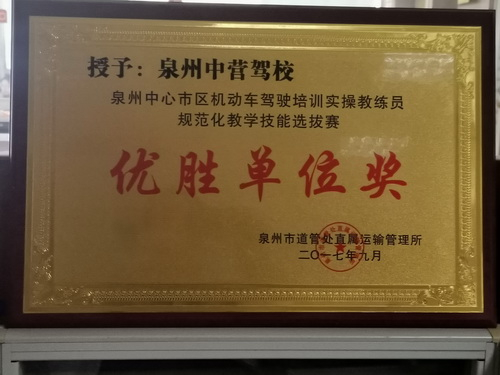 授予：泉州中营驾校
泉州中心市区机动车驾驶培训实操教练员
规范化教学技能选拔赛
优胜单位奖
泉州市道管处直属运输管理所
二〇一七年九月